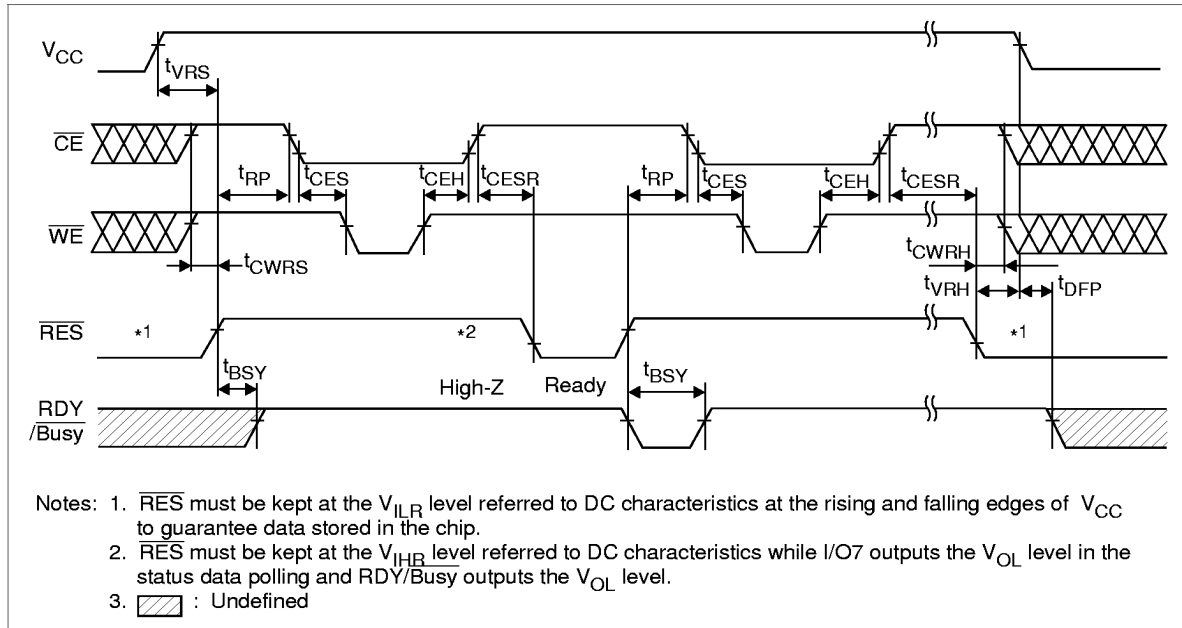 VCC
tVRS
CE
tRP tCES tCEH tCESR tRP tCES tCEH tCESR
WE
tCWRS tCWRH
tVRH tDFP
RES *1 *2 *1
tBSY High-Z Ready tBSY
RDY
/Busy
Notes: 1. RES must be kept at the VILR level referred to DC characteristics at the rising and falling edges of VCC
to guarantee data stored in the chip.
2. RES must be kept at the VIHR level referred to DC characteristics while I/O7 outputs the VOL level in the
status data polling and RDY/Busy outputs the VOL level.
3. : Undefined